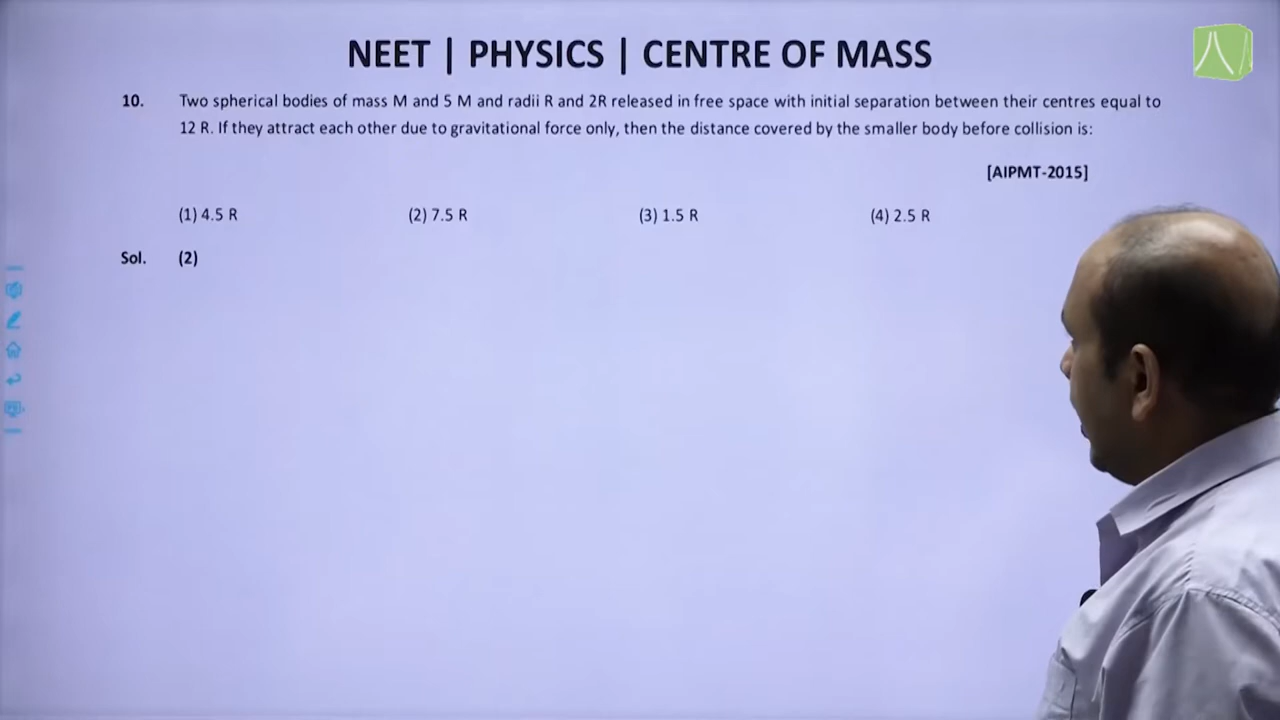 NEET | PHYSICS | CENTRE OF MASS
10. Two spherical bodies of mass M and 5 M and radii R and 2R released in free space with initial separation between their centres equal to
12 R. If they attract each other due to gravitational force only, then the distance covered by the smaller body before collision is:
[AIPMT-2015]
(1) 4.5 R (2) 7.5 R (3) 1.5 R (4) 2.5 R
Sol. (2)